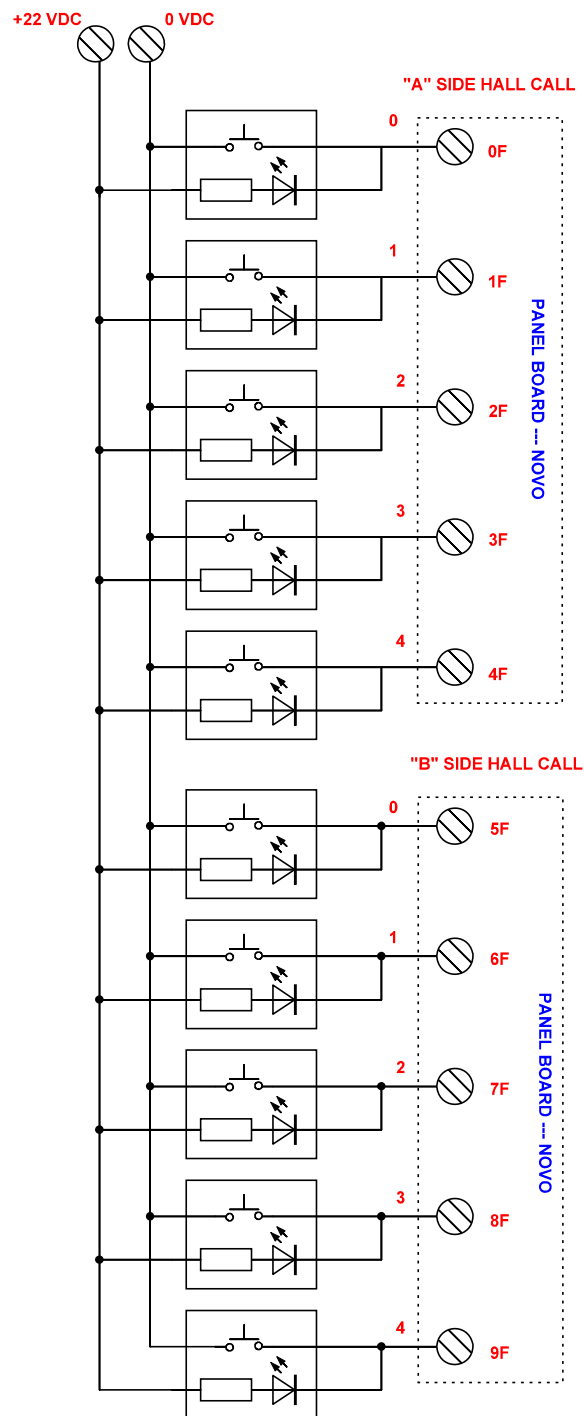 +22 VDC
0 VDC
"A" SIDE HALL CALL
0
0F
1
1F
2
2F
3
3F
4
4F
PANEL BOARD --- NOVO
"B" SIDE HALL CALL
0
5F
1
6F
2
7F
3
8F
4
9F
PANEL BOARD --- NOVO